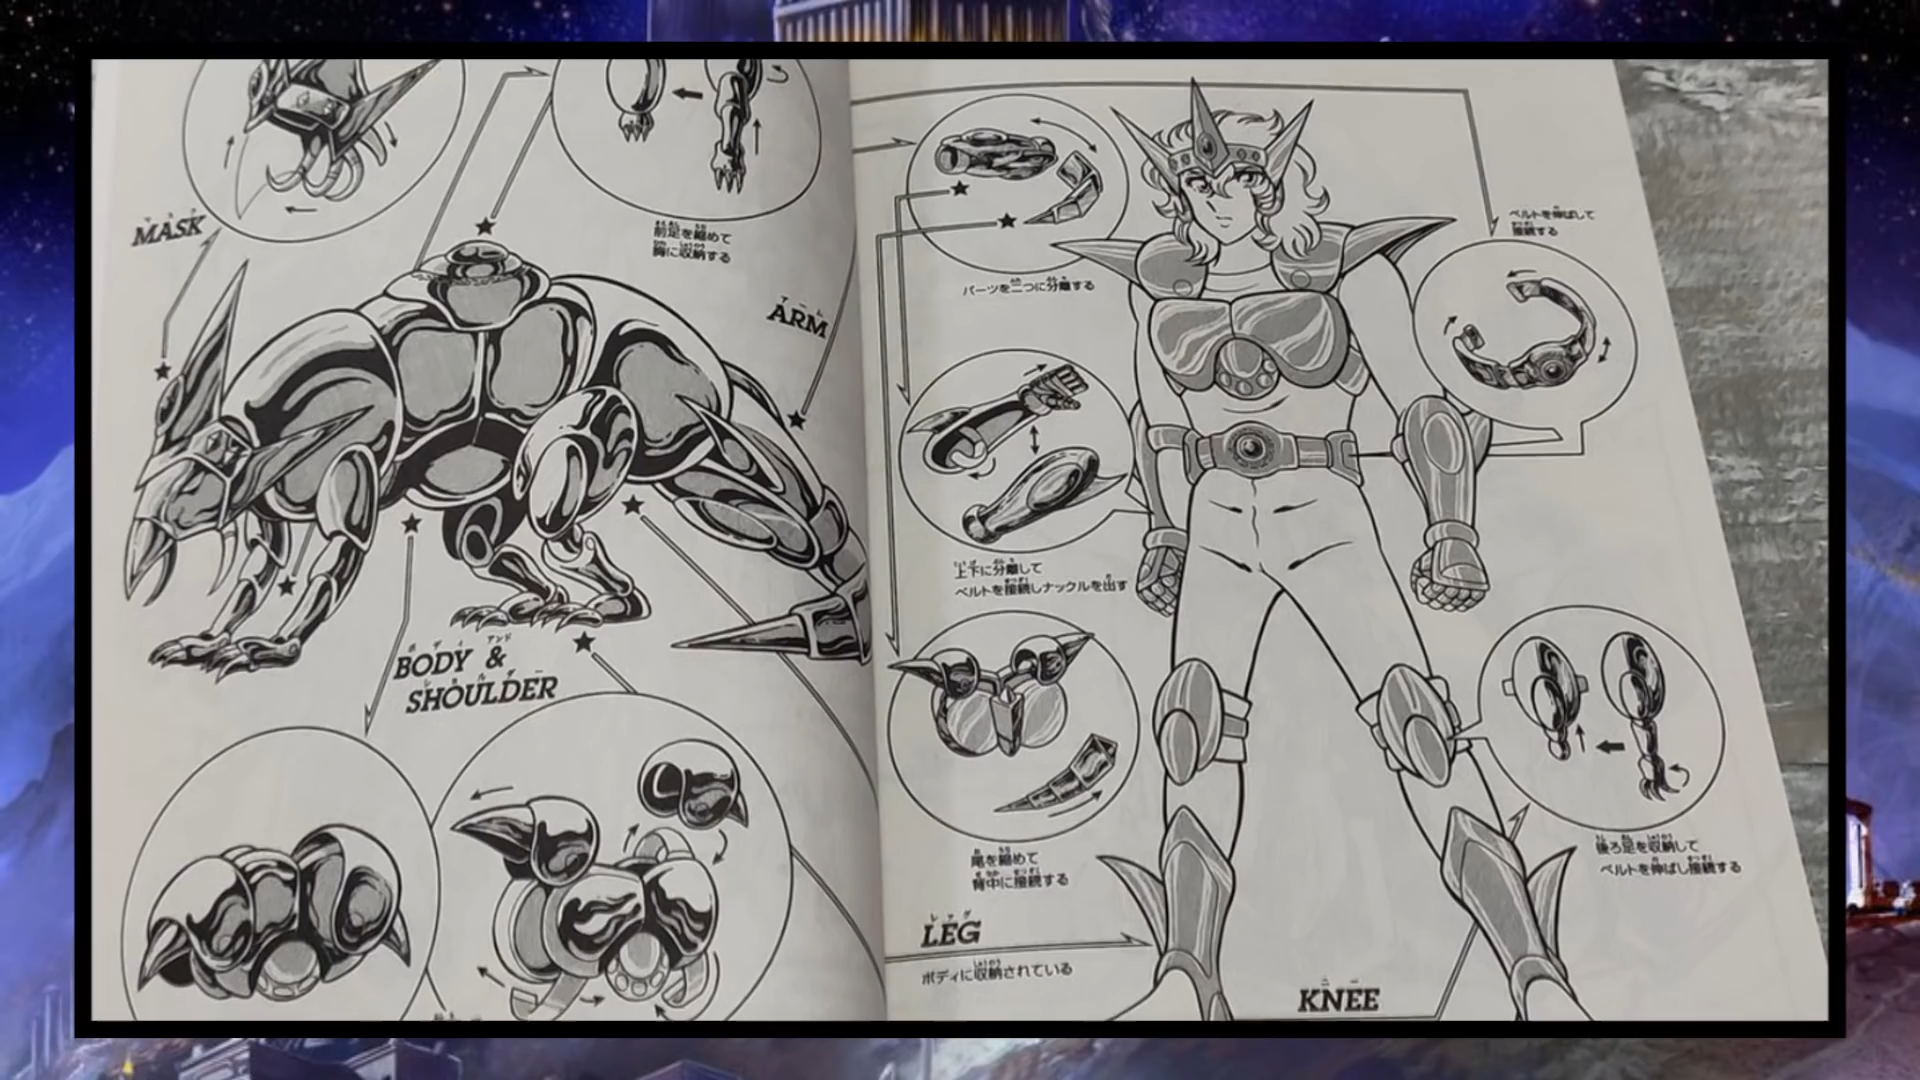 MASK
前足を縮めて
胸に収納する
ARM
BODY &
SHOULDER
パーツを二つに分離する
ベルトを伸ばして
接続する
上下に分離して
ベルトを接続しナックルを出す
尾を縮めて
背中に接続する
LEG
ボディに収納されている
後ろ足を収納して
ベルトを伸ばし接続する
KNEE